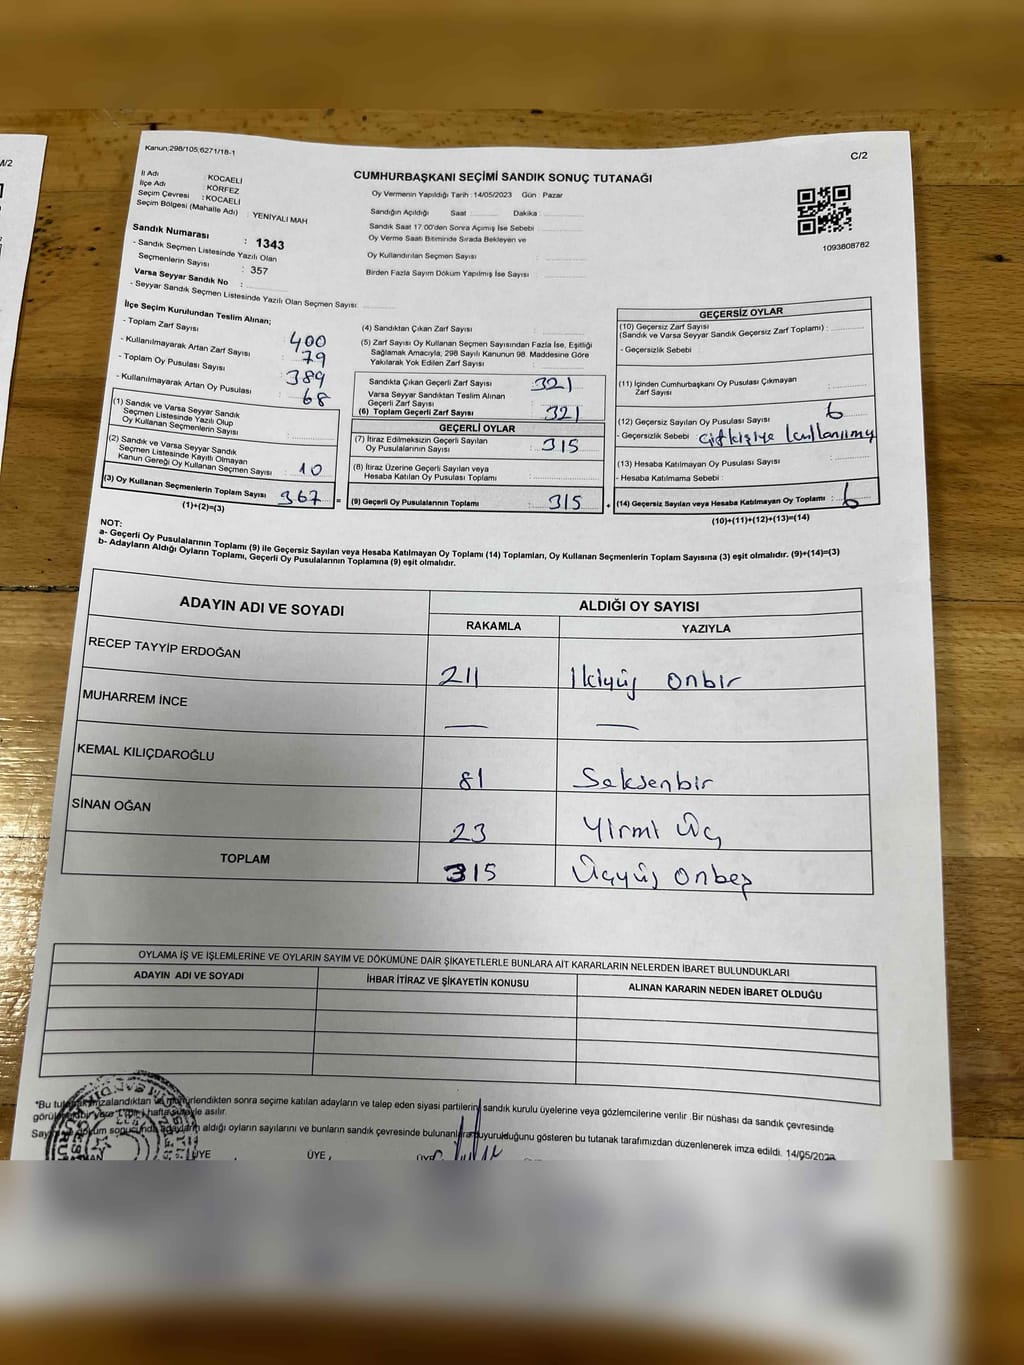 Kanun;298/105;6271/18-1
C/2
İl Adı : KOCAELİ
İlçe Adı : KÖRFEZ
Seçim Çevresi : KOCAELİ
Seçim Bölgesi (Mahalle Adı) : YENİYALI MAH
Sandık Numarası : 1343
- Sandık Seçmen Listesinde Yazılı Olan
Seçmenlerin Sayısı : 357
Varsa Seyyar Sandık No :
- Seyyar Sandık Seçmen Listesinde Yazılı Olan Seçmen Sayısı:
CUMHURBAŞKANI SEÇİMİ SANDIK SONUÇ TUTANAĞI
Oy Vermenin Yapıldığı Tarih : 14/05/2023 Gün : Pazar
Sandığın Açıldığı Saat Dakika :
Sandık Saat 17.00'den Sonra Açımış İse Sebebi
Oy Verme Saati Bitiminde Sırada Bekleyen ve
Oy Kullandırılan Seçmen Sayısı
Birden Fazla Sayım Döküm Yapılmış İse Sayısı :
1093808782
İlçe Seçim Kurulundan Teslim Alınan;
- Toplam Zarf Sayısı : 400
- Kullanılmayarak Artan Zarf Sayısı : 79
- Toplam Oy Pusulası Sayısı : 389
- Kullanılmayarak Artan Oy Pusulası : 68
(1) Sandık ve Varsa Seyyar Sandık
Seçmen Listesinde Yazılı Olup
Oy Kullanan Seçmenlerin Sayısı :
(2) Sandık ve Varsa Seyyar Sandık
Seçmen Listesinde Kayıtlı Olmayan
Kanun Gereği Oy Kullanan Seçmen Sayısı : 10
(3) Oy Kullanan Seçmenlerin Toplam Sayısı 367 =
(1)+(2)=(3)
(4) Sandıktan Çıkan Zarf Sayısı :
(5) Zarf Sayısı Oy Kullanan Seçmen Sayısından Fazla İse, Eşitliği
Sağlamak Amacıyla; 298 Sayılı Kanunun 98. Maddesine Göre
Yakılarak Yok Edilen Zarf Sayısı :
Sandıkta Çıkan Geçerli Zarf Sayısı 321
Varsa Seyyar Sandıktan Teslim Alınan
Geçerli Zarf Sayısı :
(6) Toplam Geçerli Zarf Sayısı 321
GEÇERLİ OYLAR
(7) İtiraz Edilmeksizin Geçerli Sayılan
Oy Pusulalarının Sayısı : 315
(8) İtiraz Üzerine Geçerli Sayılan veya
Hesaba Katılan Oy Pusulası Toplamı :
(9) Geçerli Oy Pusulalarının Toplamı : 315 +
GEÇERSİZ OYLAR
(10) Geçersiz Zarf Sayısı
(Sandık ve Varsa Seyyar Sandık Geçersiz Zarf Toplamı) :
- Geçersizlik Sebebi
(11) İçinden Cumhurbaşkanı Oy Pusulası Çıkmayan
Zarf Sayısı :
(12) Geçersiz Sayılan Oy Pusulası Sayısı 6
- Geçersizlik Sebebi Çift kişiye kullanılmış
(13) Hesaba Katılmayan Oy Pusulası Sayısı :
- Hesaba Katılmama Sebebi :
(14) Geçersiz Sayılan veya Hesaba Katılmayan Oy Toplamı : 6
(10)+(11)+(12)+(13)=(14)
NOT:
a- Geçerli Oy Pusulalarının Toplamı (9) ile Geçersiz Sayılan veya Hesaba Katılmayan Oy Toplamı (14) Toplamları, Oy Kullanan Seçmenlerin Toplam Sayısına (3) eşit olmalıdır. (9)+(14)=(3)
b- Adayların Aldığı Oyların Toplamı, Geçerli Oy Pusulalarının Toplamına (9) eşit olmalıdır.
ADAYIN ADI VE SOYADI ALDIĞI OY SAYISI
RAKAMLA YAZIYLA
RECEP TAYYİP ERDOĞAN 211 İkiyüz onbir
MUHARREM İNCE — —
KEMAL KILIÇDAROĞLU 81 Seksenbir
SİNAN OĞAN 23 Yirmi Üç
TOPLAM 315 Üçyüz onbeş
OYLAMA İŞ VE İŞLEMLERİNE VE OYLARIN SAYIM VE DÖKÜMÜNE DAİR ŞİKAYETLERLE BUNLARA AİT KARARLARIN NELERDEN İBARET BULUNDUKLARI
ADAYIN ADI VE SOYADI İHBAR İTİRAZ VE ŞİKAYETİN KONUSU ALINAN KARARIN NEDEN İBARET OLDUĞU
"Bu imzalandıktan ve mühürlendikten sonra seçime katılan adayların ve talep eden siyasi partilerin sandık kurulu üyelerine veya gözlemcilerine verilir .Bir nüshası da sandık çevresinde
hafta süreyle asılır.
döküm sonucunda adayların aldığı oyların sayılarını ve bunların sandık çevresinde bulunanlara duyurulduğunu gösteren bu tutanak tarafımızdan düzenlenerek imza edildi. 14/05/2023
ÜYE ÜYE ÜYE